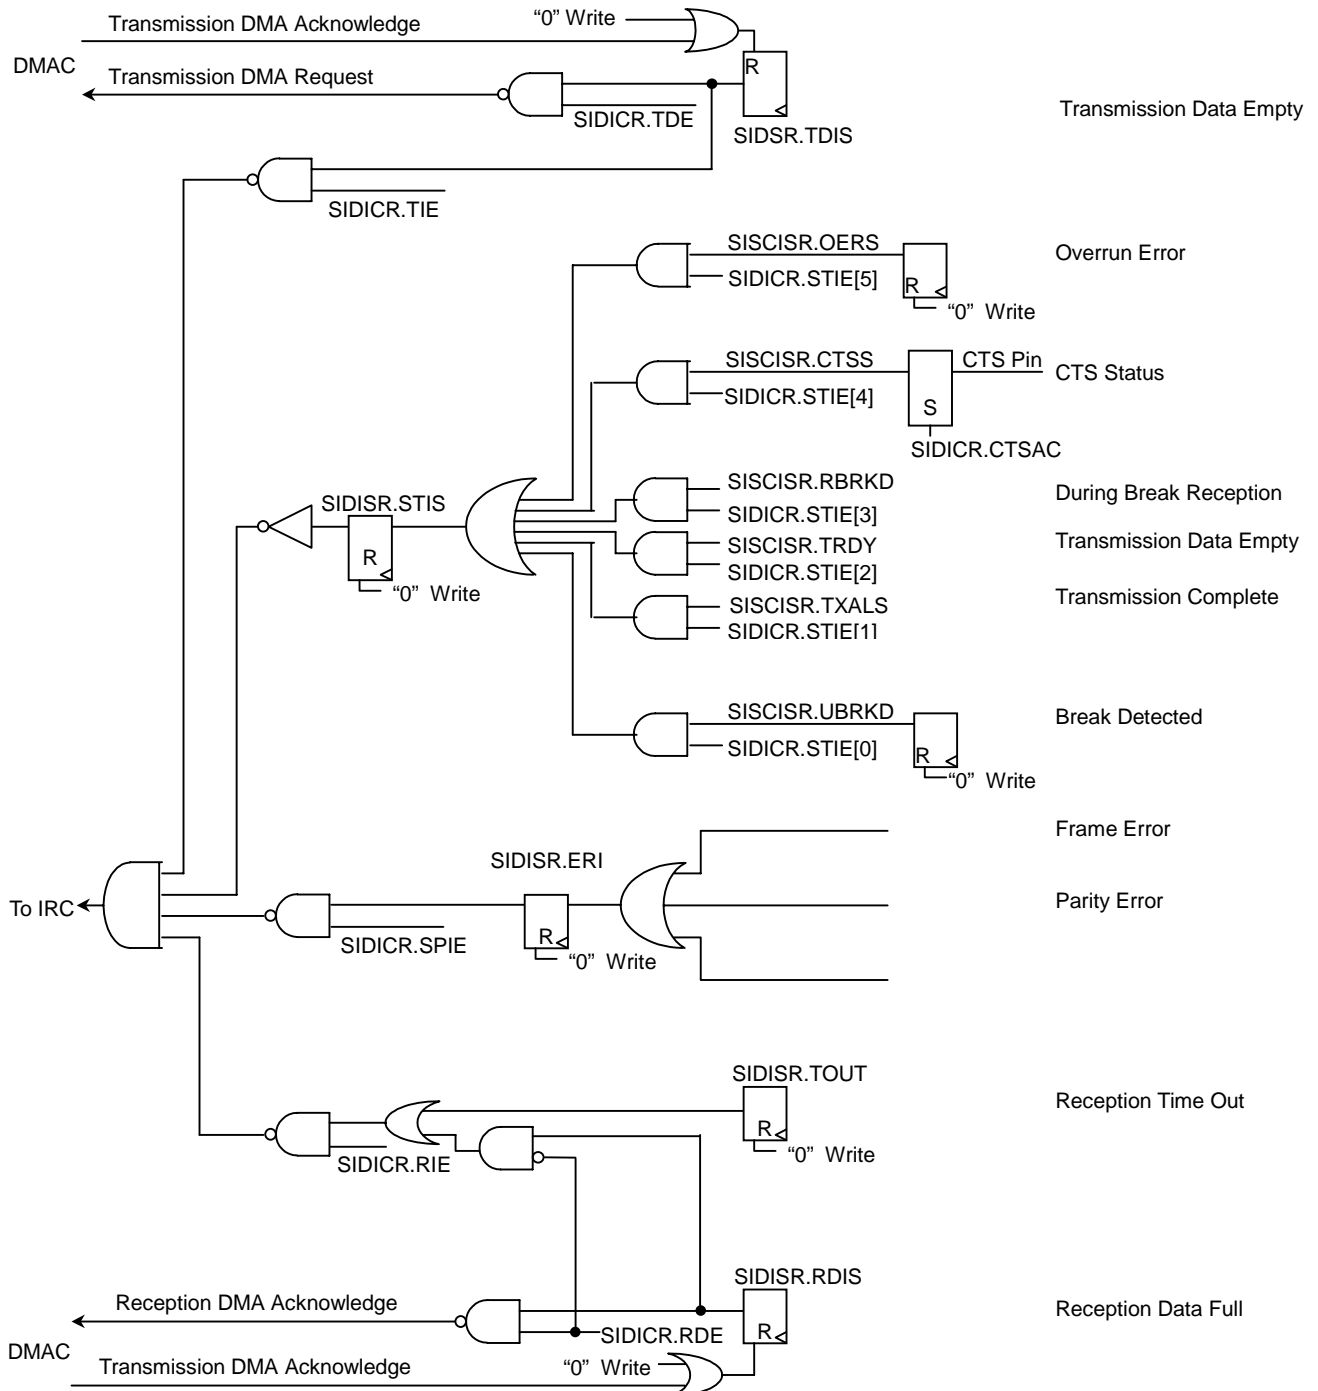 Transmission DMA Acknowledge
“0” Write
DMAC
Transmission DMA Request
R
SIDICR.TDE
SIDSR.TDIS
Transmission Data Empty
SIDICR.TIE
SISCISR.OERS
Overrun Error
SIDICR.STIE[5]
R
“0” Write
SISCISR.CTSS
CTS Pin
CTS Status
SIDICR.STIE[4]
S
SIDICR.CTSAC
SISCISR.RBRKD
During Break Reception
SIDISR.STIS
SIDICR.STIE[3]
SISCISR.TRDY
Transmission Data Empty
R
SIDICR.STIE[2]
“0” Write
SISCISR.TXALS
Transmission Complete
SIDICR.STIE[1]
SISCISR.UBRKD
Break Detected
SIDICR.STIE[0]
R
“0” Write
Frame Error
SIDISR.ERI
To IRC
Parity Error
SIDICR.SPIE
R
“0” Write
SIDISR.TOUT
Reception Time Out
R
“0” Write
SIDICR.RIE
SIDISR.RDIS
Reception DMA Acknowledge
Reception Data Full
SIDICR.RDE
R
DMAC
Transmission DMA Acknowledge
“0” Write